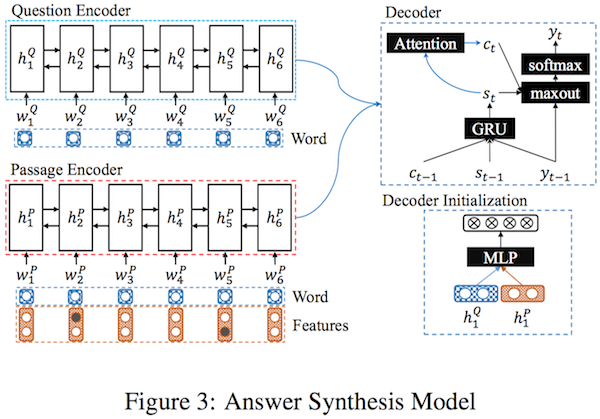 Question Encoder
h_1^Q h_2^Q h_3^Q h_4^Q h_5^Q h_6^Q
w_1^Q w_2^Q w_3^Q w_4^Q w_5^Q w_6^Q
Word
Passage Encoder
h_1^P h_2^P h_3^P h_4^P h_5^P h_6^P
w_1^P w_2^P w_3^P w_4^P w_5^P w_6^P
Word
Features
Decoder
y_t
Attention c_t
softmax
s_t maxout
GRU
c_{t-1} s_{t-1} y_{t-1}
Decoder Initialization
MLP
h_1^Q h_1^P
Figure 3: Answer Synthesis Model